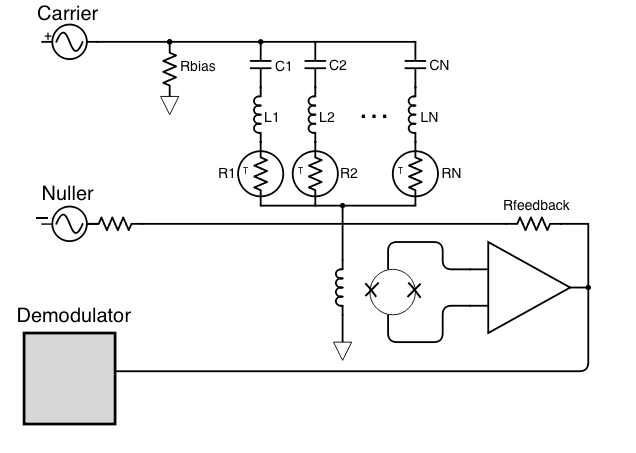 Carrier
+
Rbias
C1
C2
CN
L1
L2
...
LN
R1
T
T
R2
T
RN
Nuller
−
Rfeedback
Demodulator